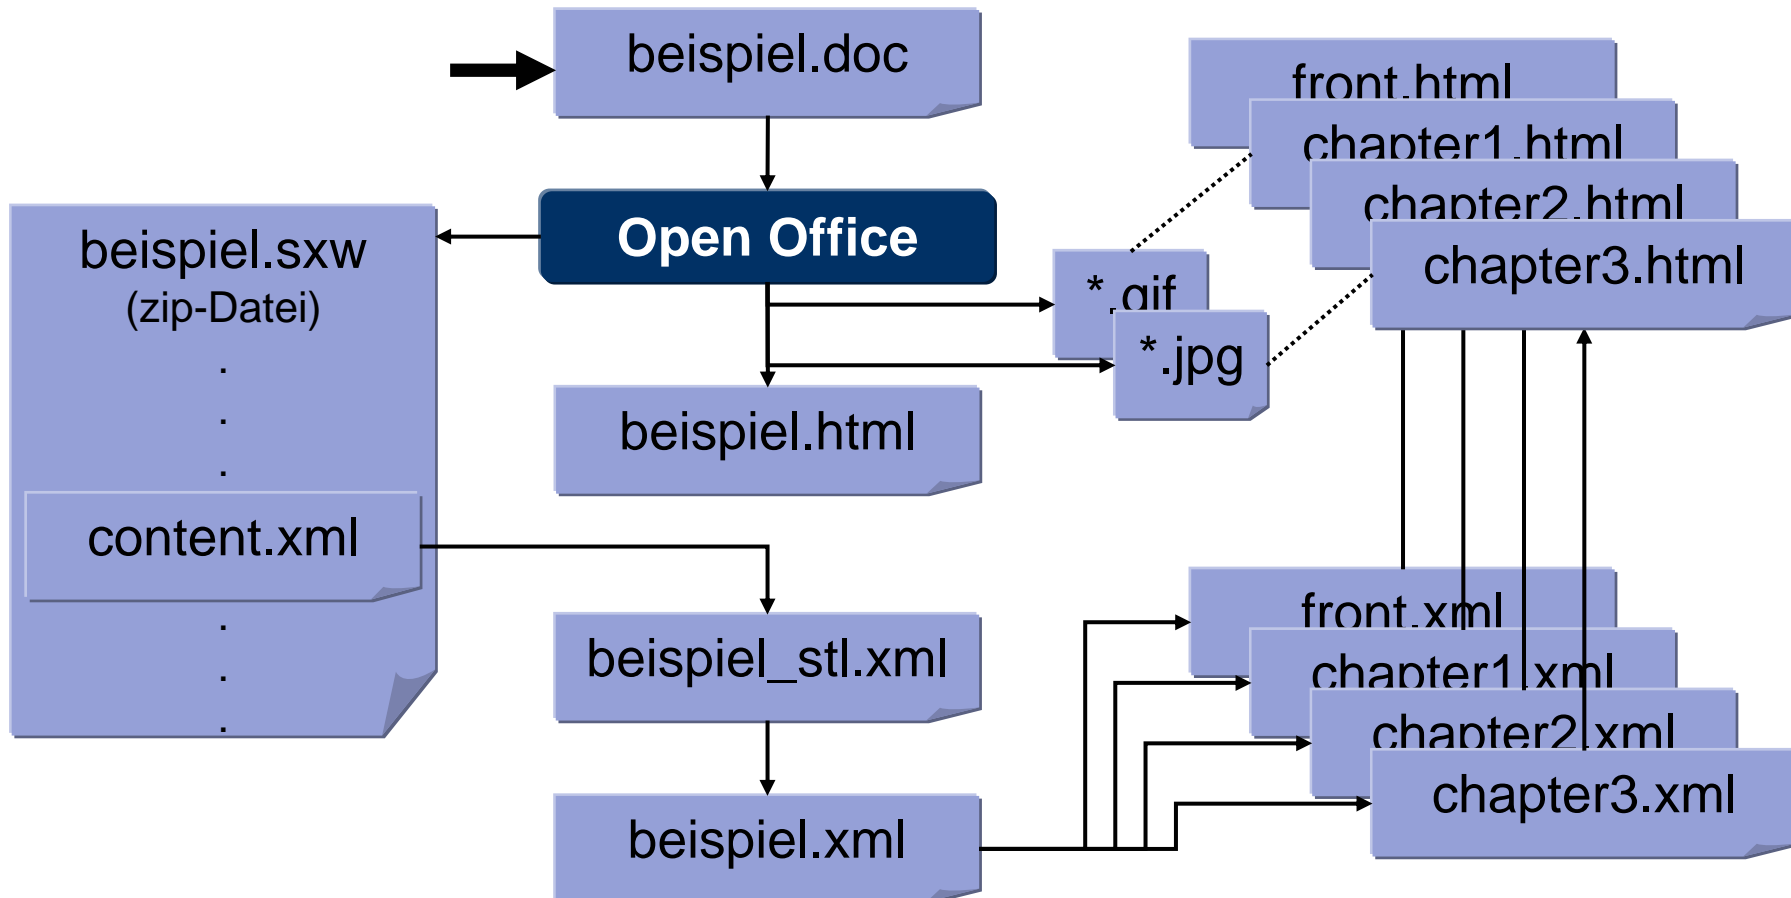 beispiel.doc
Open Office
beispiel.sxw
(zip-Datei)
.
.
.
content.xml
.
.
.
*.gif
*.jpg
beispiel.html
beispiel_stl.xml
beispiel.xml
front.html
chapter1.html
chapter2.html
chapter3.html
front.xml
chapter1.xml
chapter2.xml
chapter3.xml